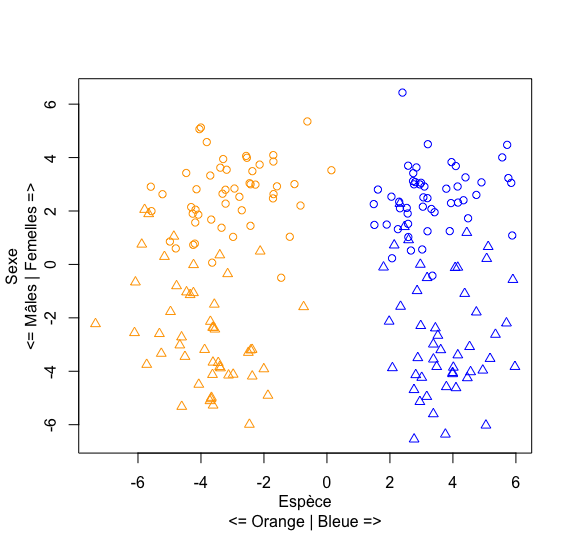 Sexe
<= Mâles | Femelles =>
6
4
2
0
-2
-4
-6
-6 -4 -2 0 2 4 6
Espèce
<= Orange | Bleue =>